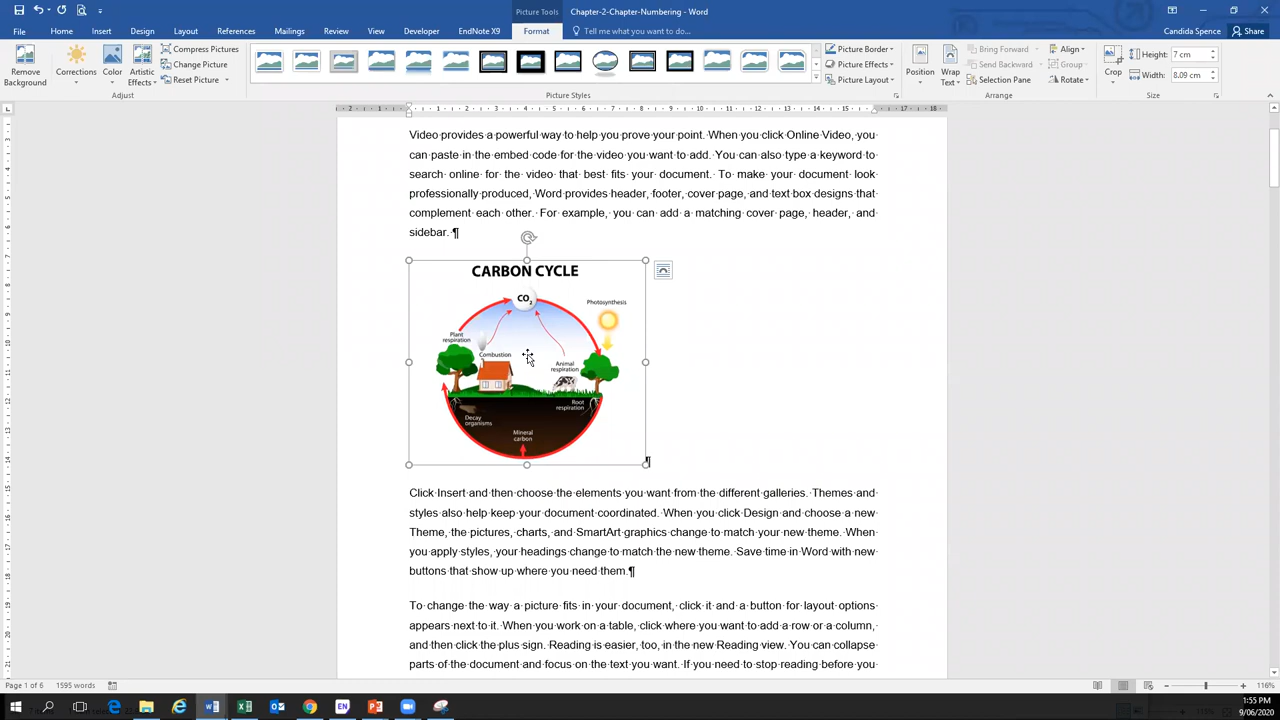 Picture Tools
Chapter-2-Chapter-Numbering - Word
File Home Insert Design Layout References Mailings Review View Developer EndNote X9 Format Tell me what you want to do...
Candida Spence Share
Remove Background
Corrections
Color
Artistic Effects
Compress Pictures
Change Picture
Reset Picture
Adjust
Picture Styles
Picture Border
Picture Effects
Picture Layout
Position
Wrap Text
Bring Forward
Send Backward
Selection Pane
Align
Group
Rotate
Arrange
Crop
Height: 7 cm
Width: 8.09 cm
Size
Video provides a powerful way to help you prove your point. When you click Online Video, you
can paste in the embed code for the video you want to add. You can also type a keyword to
search online for the video that best fits your document. To make your document look
professionally produced, Word provides header, footer, cover page, and text box designs that
complement each other. For example, you can add a matching cover page, header, and
sidebar. ¶
CARBON CYCLE
CO2
Photosynthesis
Plant
respiration
Combustion
Animal
respiration
Root
respiration
Decay
organisms
Mineral
carbon
¶
Click Insert and then choose the elements you want from the different galleries. Themes and
styles also help keep your document coordinated. When you click Design and choose a new
Theme, the pictures, charts, and SmartArt graphics change to match your new theme. When
you apply styles, your headings change to match the new theme. Save time in Word with new
buttons that show up where you need them.¶
To change the way a picture fits in your document, click it and a button for layout options
appears next to it. When you work on a table, click where you want to add a row or a column,
and then click the plus sign. Reading is easier, too, in the new Reading view. You can collapse
parts of the document and focus on the text you want. If you need to stop reading before you
Page 1 of 6 1595 words
116%
EN
1:55 PM
9/06/2020